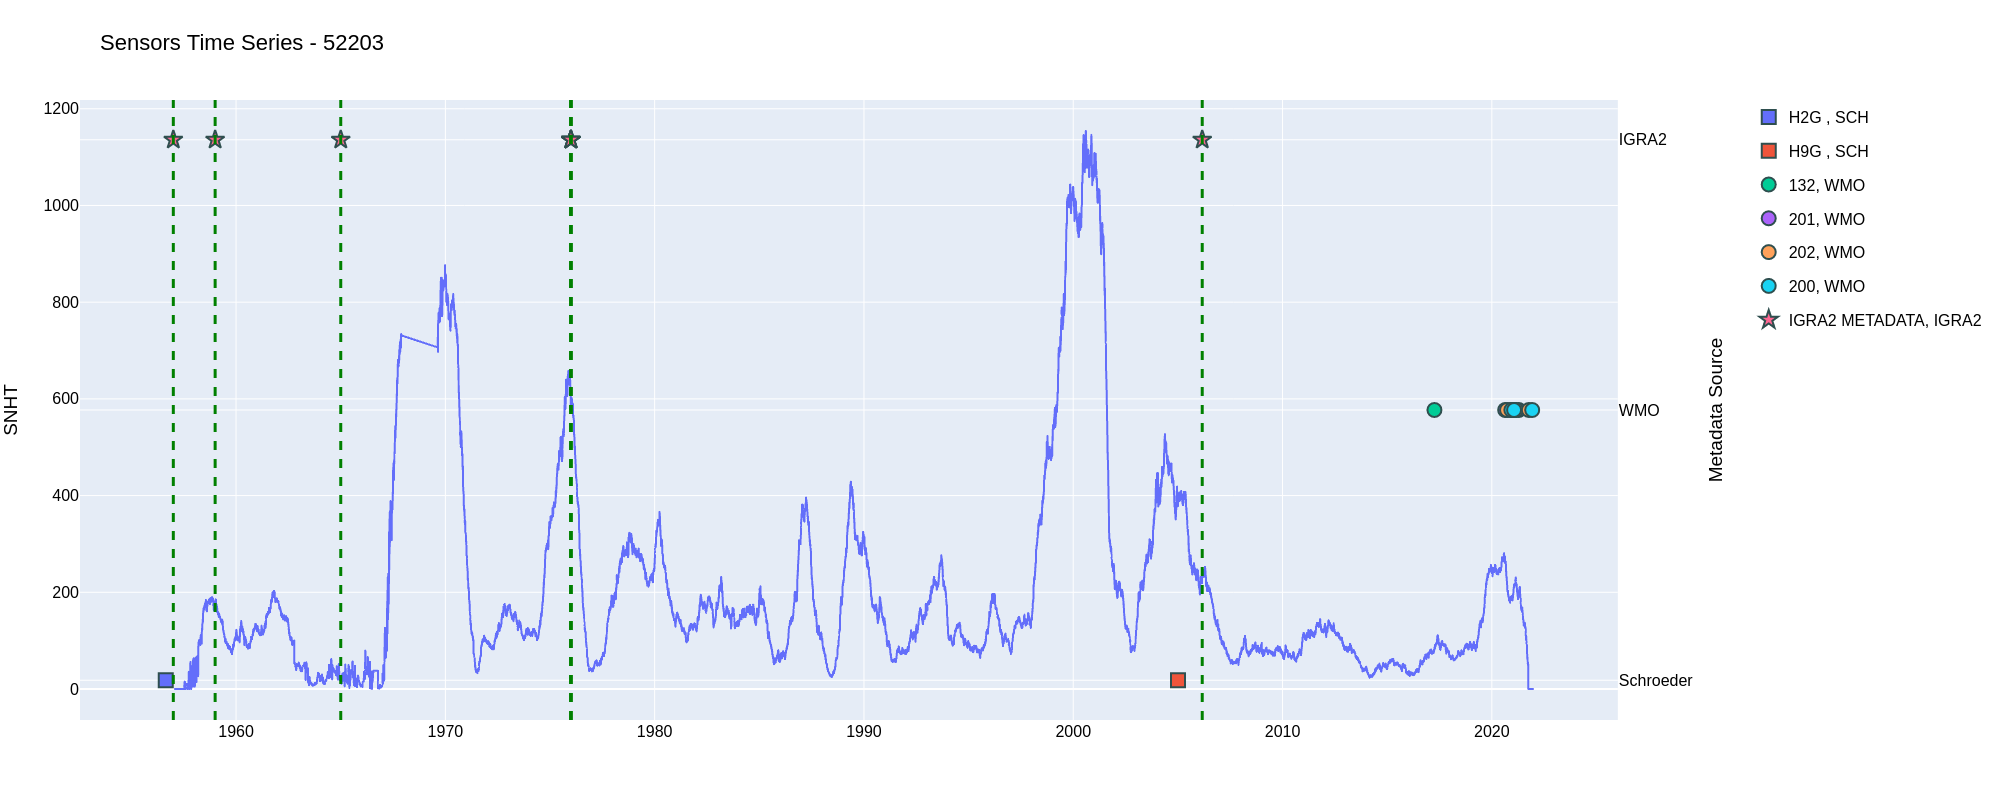 Sensors Time Series - 52203
1200
1000
800
600
400
200
0
SNHT
1960
1970
1980
1990
2000
2010
2020
IGRA2
WMO
Schroeder
Metadata Source
H2G , SCH
H9G , SCH
132, WMO
201, WMO
202, WMO
200, WMO
IGRA2 METADATA, IGRA2